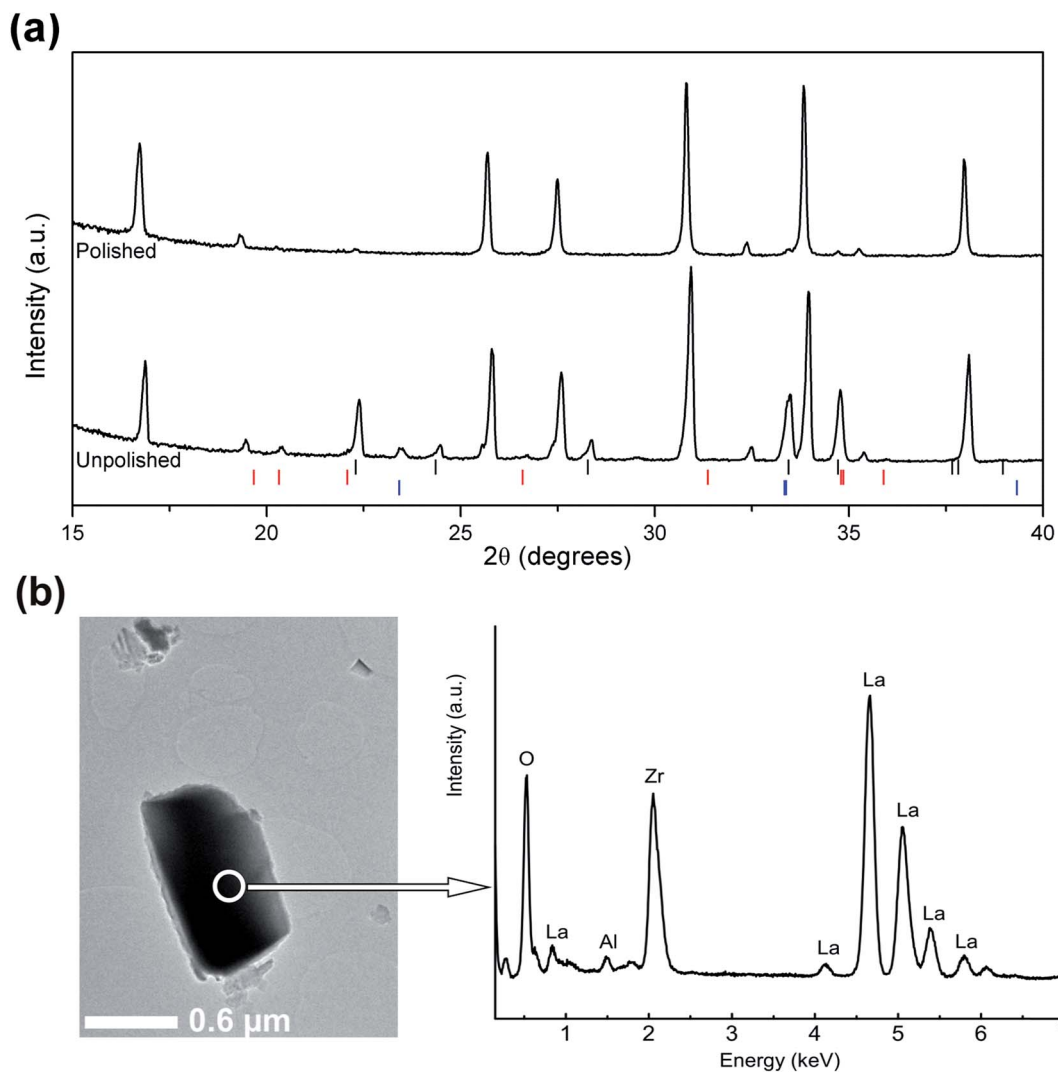 (a)
Intensity (a.u.)
Polished
Unpolished
15 20 25 30 35 40
2θ (degrees)
(b)
0.6 µm
Intensity (a.u.)
O
La
Al
Zr
La
La
La
La
La
1 2 3 4 5 6
Energy (keV)